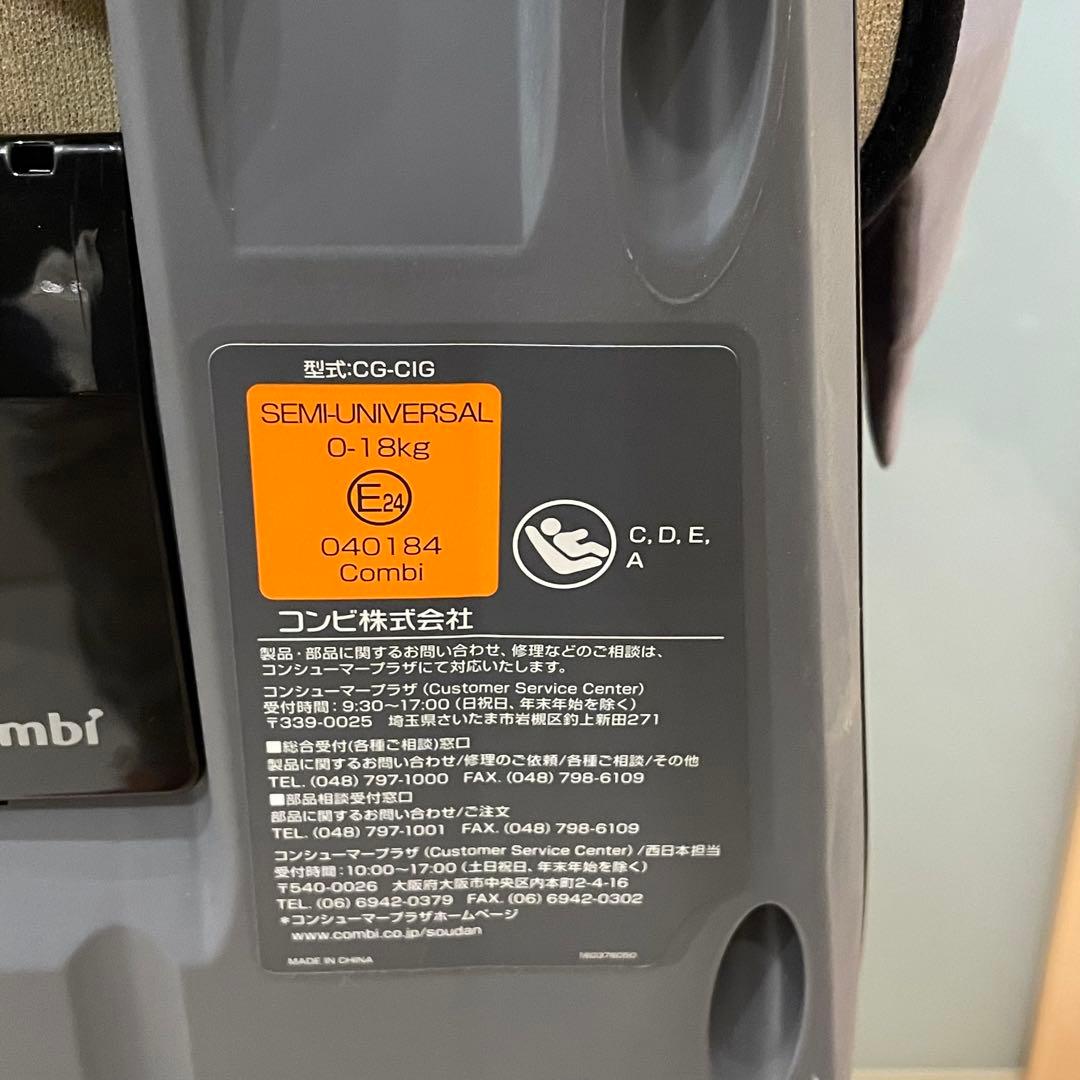 型式:CG-CIG
SEMI-UNIVERSAL
0-18kg
E24
040184
Combi
C, D, E,
A
コンビ株式会社
製品・部品に関するお問い合わせ、修理などのご相談は、
コンシューマープラザにて対応いたします。
コンシューマープラザ (Customer Service Center)
受付時間：9:30～17:00 (日祝日、年末年始を除く)
〒339-0025 埼玉県さいたま市岩槻区釣上新田271
■総合受付(各種ご相談)窓口
製品に関するお問い合わせ/修理のご依頼/各種ご相談/その他
TEL. (048) 797-1000 FAX. (048) 798-6109
■部品相談受付窓口
部品に関するお問い合わせ/ご注文
TEL. (048) 797-1001 FAX. (048) 798-6109
コンシューマープラザ (Customer Service Center) /西日本担当
受付時間：10:00～17:00 (土日祝日、年末年始を除く)
〒540-0026 大阪府大阪市中央区内本町2-4-16
TEL. (06) 6942-0379 FAX. (06) 6942-0302
*コンシューマープラザホームページ
www.combi.co.jp/soudan
MADE IN CHINA
mbi